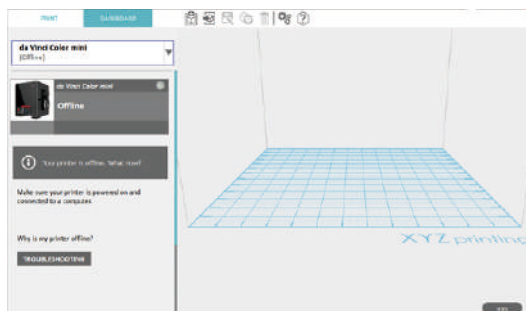 PRINT
DASHBOARD
da Vinci Color mini
(Offline)
da Vinci Color mini
Offline
Your printer is offline. What now?
Make sure your printer is powered on and
connected to a computer.
Why is my printer offline?
TROUBLESHOOTING
XYZ printing